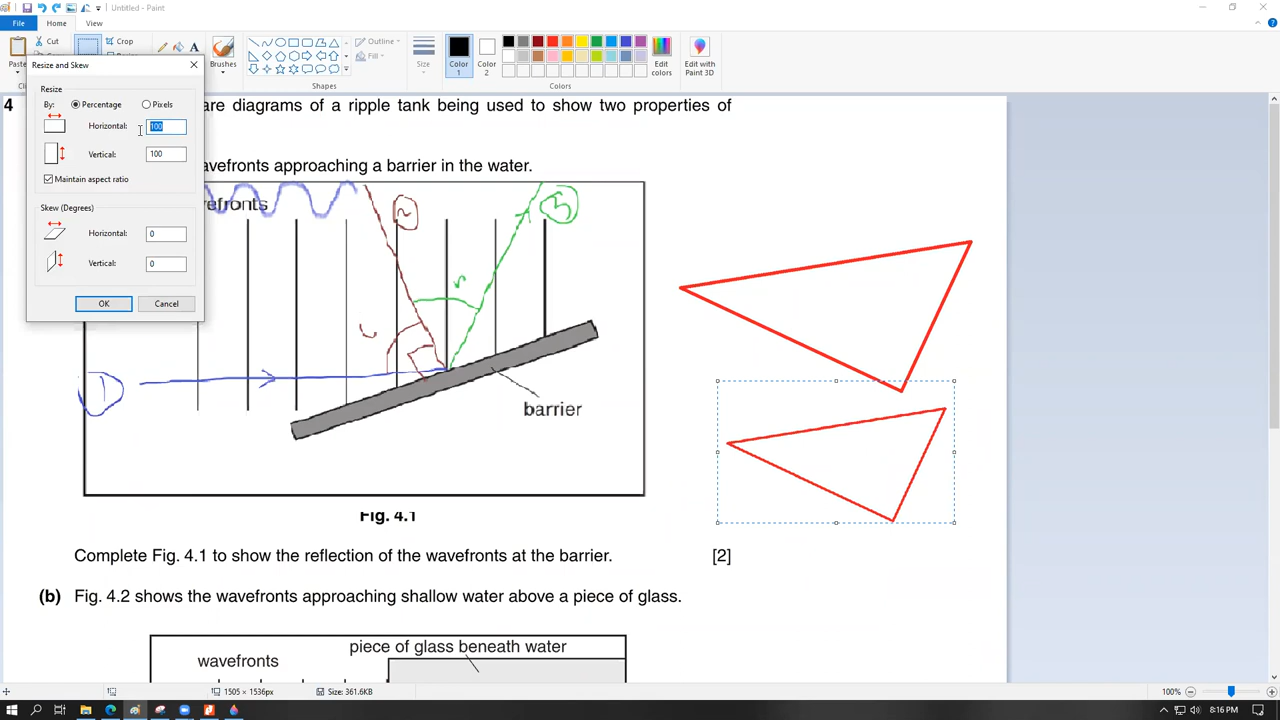 Untitled - Paint
File Home View
Cut
Crop
Paste
Brushes
Outline
Fill
Size
Color 1
Color 2
Edit colors
Edit with Paint 3D
Shapes
Colors
Resize and Skew
Resize
By: Percentage Pixels
Horizontal: 100
Vertical: 100
Maintain aspect ratio
Skew (Degrees)
Horizontal: 0
Vertical: 0
OK Cancel
4 are diagrams of a ripple tank being used to show two properties of
wavefronts approaching a barrier in the water.
② ③
r
①
barrier
Fig. 4.1
Complete Fig. 4.1 to show the reflection of the wavefronts at the barrier. [2]
(b) Fig. 4.2 shows the wavefronts approaching shallow water above a piece of glass.
piece of glass beneath water
wavefronts
1505 × 1536px
Size: 361.6KB
100%
8:16 PM